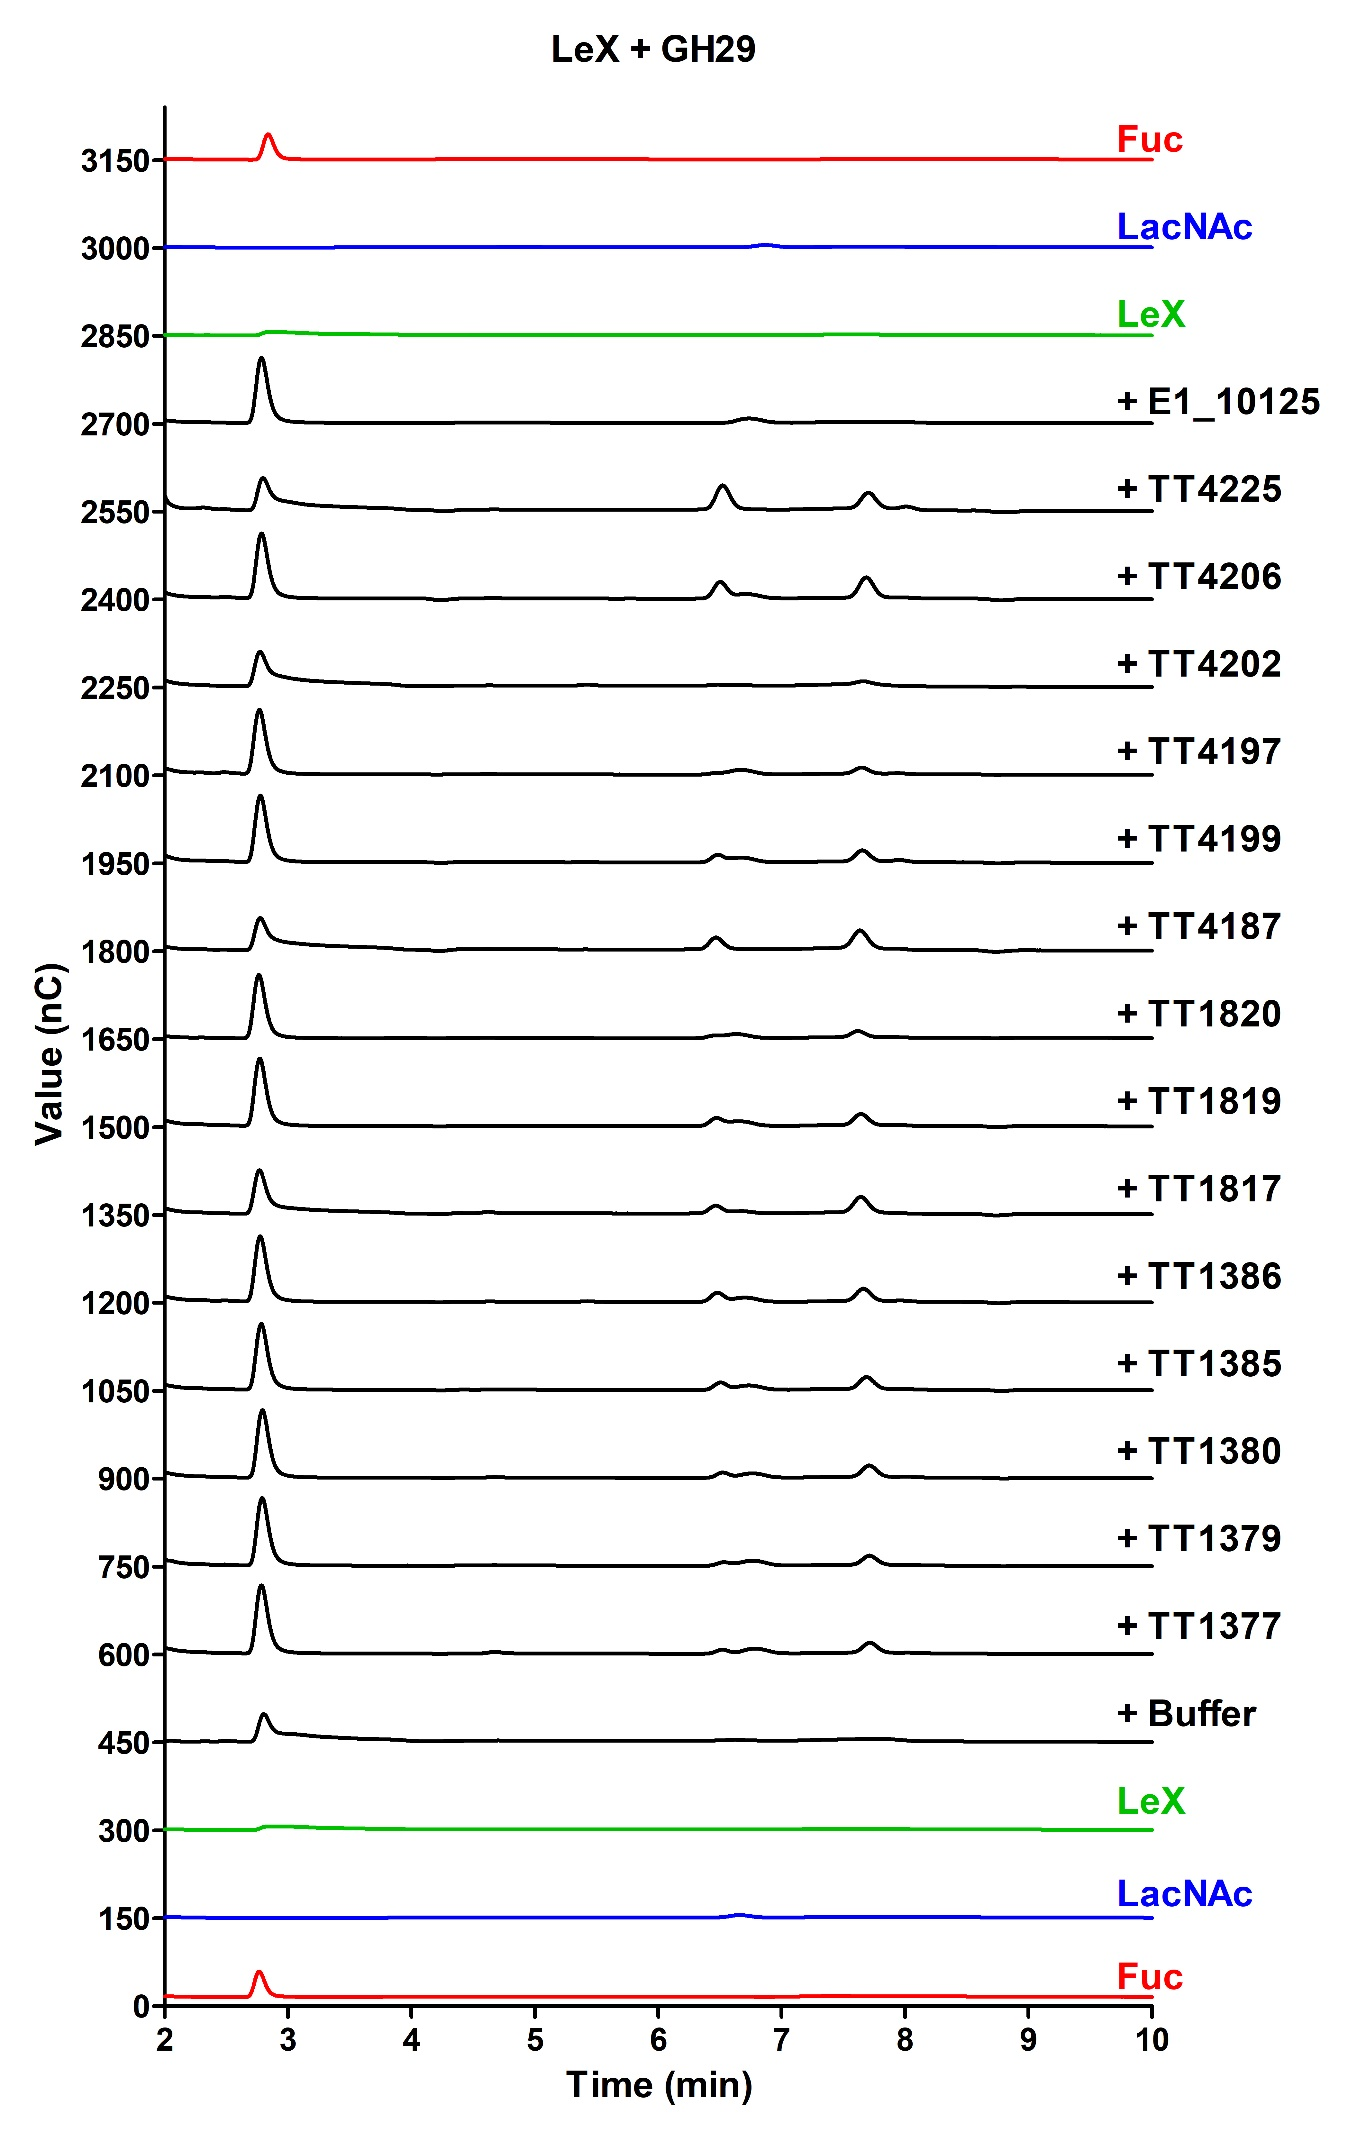 LeX + GH29
Fuc
3150
LacNAc
3000
LeX
2850
+ E1_10125
2700
+ TT4225
2550
+ TT4206
2400
+ TT4202
2250
+ TT4197
2100
+ TT4199
1950
+ TT4187
1800
+ TT1820
1650
+ TT1819
1500
+ TT1817
1350
+ TT1386
1200
+ TT1385
1050
+ TT1380
900
+ TT1379
750
+ TT1377
600
+ Buffer
450
LeX
300
LacNAc
150
Fuc
0
Value (nC)
2 3 4 5 6 7 8 9 10
Time (min)